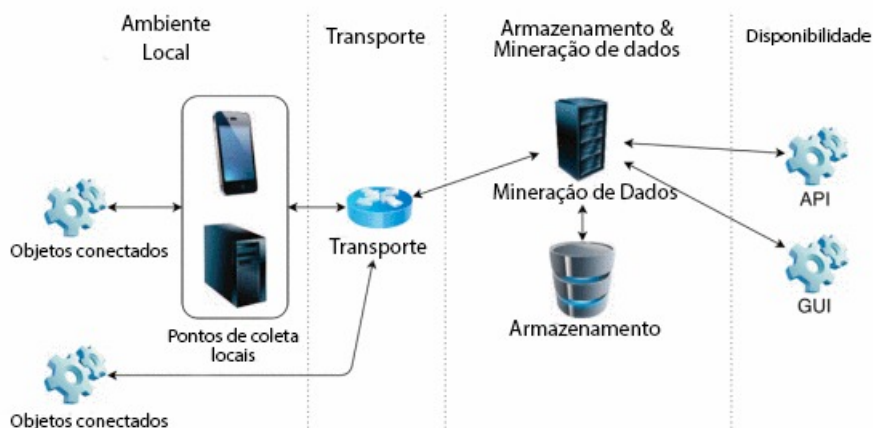 Ambiente
Local
Transporte
Armazenamento &
Mineração de dados
Disponibilidade
Objetos conectados
Pontos de coleta
locais
Objetos conectados
Transporte
Mineração de Dados
Armazenamento
API
GUI